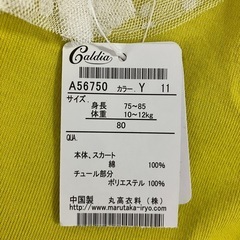 Caldia
A56750 カラー Y 11
サイズ.
身長 75~85
体重 10~12kg
80
QUA.
本体、スカート
綿 100%
チュール部分
ポリエステル 100%
中国製 丸高衣料（株）
www.marutaka-iryo.com